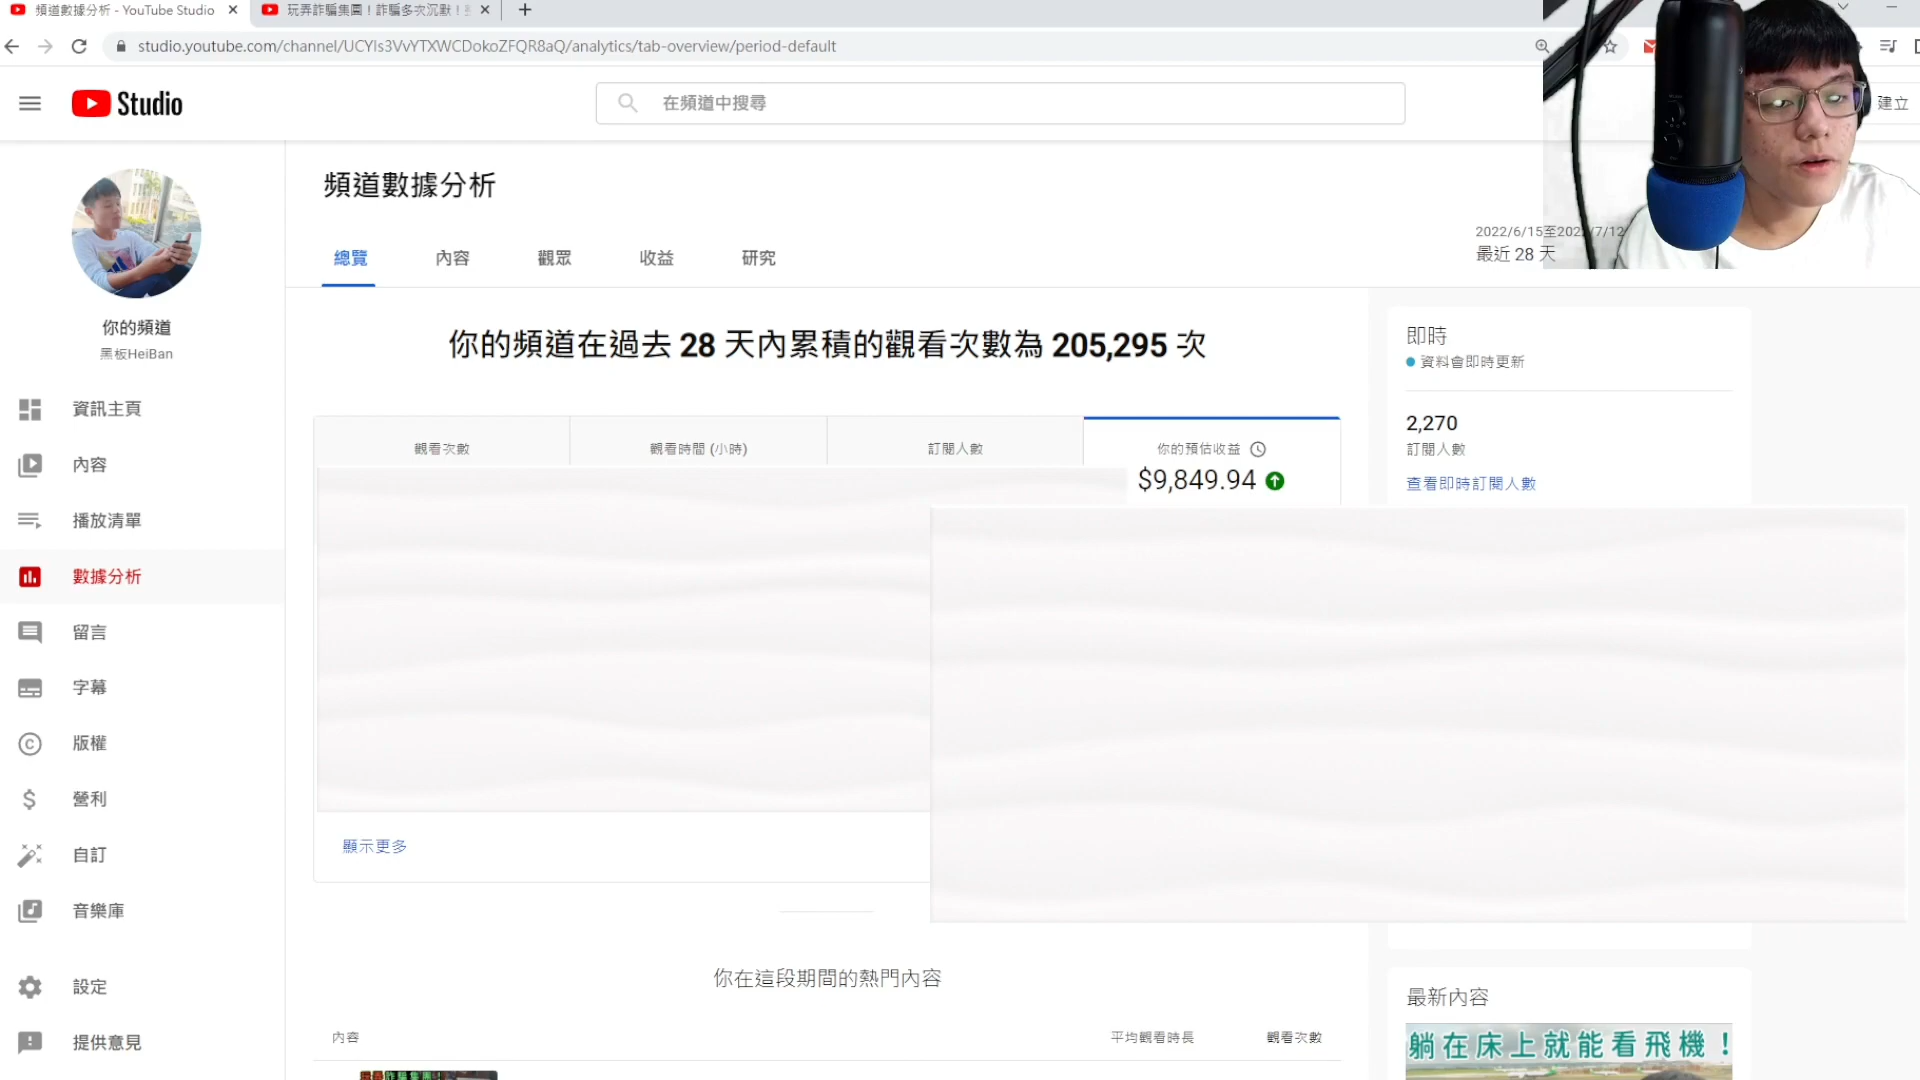 頻道數據分析 - YouTube Studio
玩弄詐騙集團！詐騙多次沉默！
studio.youtube.com/channel/UCYIs3VvYTXWCDokoZFQR8aQ/analytics/tab-overview/period-default
Studio
在頻道中搜尋
建立
頻道數據分析
總覽
內容
觀眾
收益
研究
2022/6/15至202 /7/12
最近 28 天
你的頻道
黑板HeiBan
資訊主頁
內容
播放清單
數據分析
留言
字幕
版權
營利
自訂
音樂庫
設定
提供意見
你的頻道在過去 28 天內累積的觀看次數為 205,295 次
觀看次數
觀看時間 (小時)
訂閱人數
你的預估收益
$9,849.94
顯示更多
你在這段期間的熱門內容
內容
平均觀看時長
觀看次數
即時
資料會即時更新
2,270
訂閱人數
查看即時訂閱人數
最新內容
躺在床上就能看飛機！